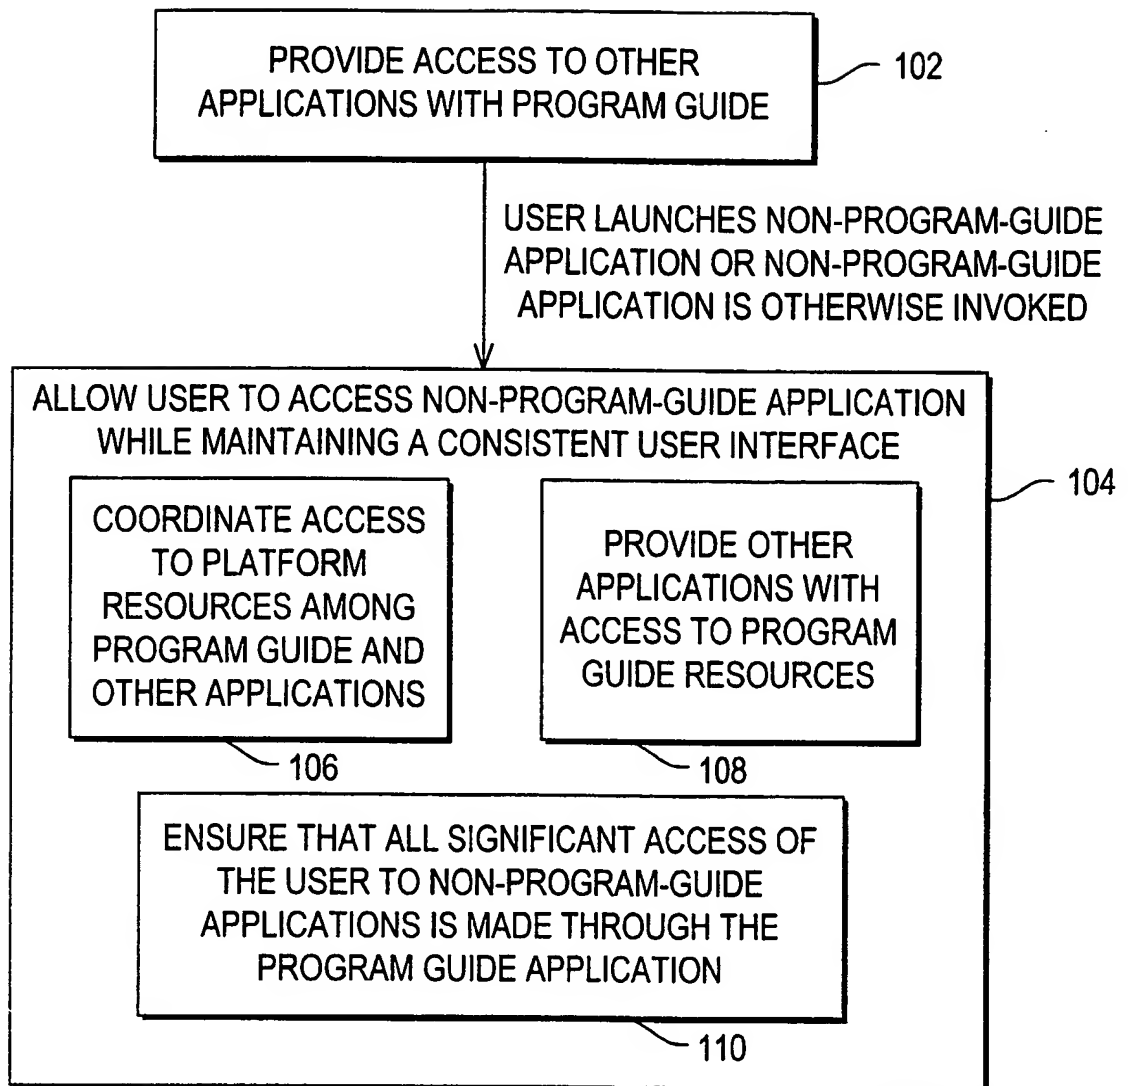 PROVIDE ACCESS TO OTHER
APPLICATIONS WITH PROGRAM GUIDE
102
USER LAUNCHES NON-PROGRAM-GUIDE
APPLICATION OR NON-PROGRAM-GUIDE
APPLICATION IS OTHERWISE INVOKED
ALLOW USER TO ACCESS NON-PROGRAM-GUIDE APPLICATION
WHILE MAINTAINING A CONSISTENT USER INTERFACE
104
COORDINATE ACCESS
TO PLATFORM
RESOURCES AMONG
PROGRAM GUIDE AND
OTHER APPLICATIONS
106
PROVIDE OTHER
APPLICATIONS WITH
ACCESS TO PROGRAM
GUIDE RESOURCES
108
ENSURE THAT ALL SIGNIFICANT ACCESS OF
THE USER TO NON-PROGRAM-GUIDE
APPLICATIONS IS MADE THROUGH THE
PROGRAM GUIDE APPLICATION
110